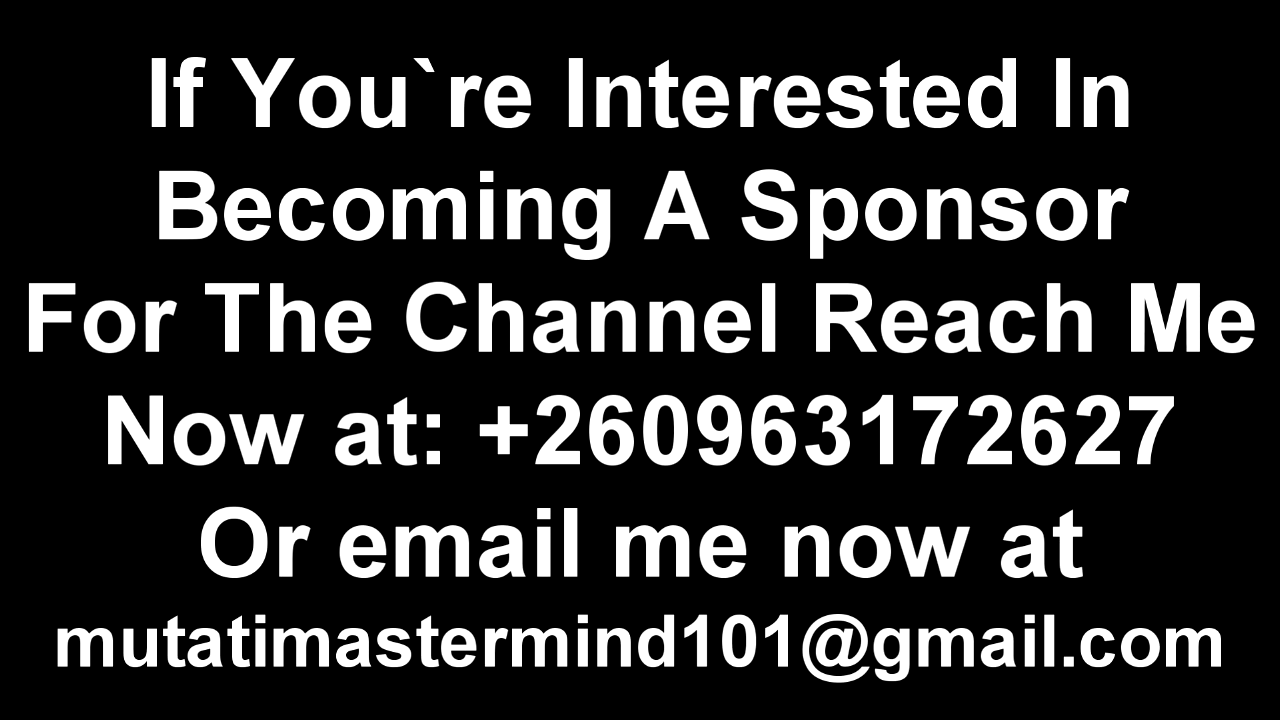 If You`re Interested In
Becoming A Sponsor
For The Channel Reach Me
Now at: +260963172627
Or email me now at
mutatimastermind101@gmail.com